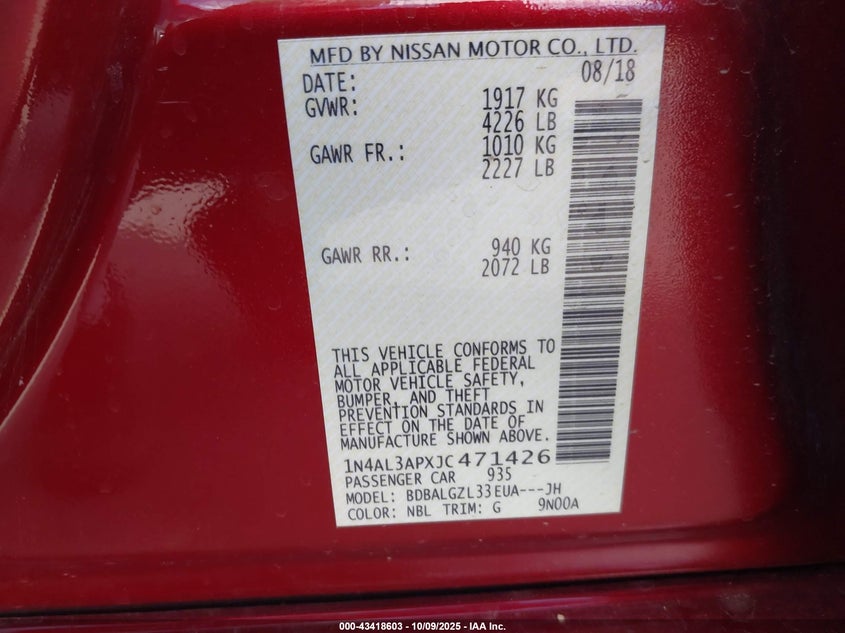 MFD BY NISSAN MOTOR CO., LTD.
DATE: 08/18
GVWR: 1917 KG
4226 LB
GAWR FR.: 1010 KG
2227 LB
GAWR RR.: 940 KG
2072 LB
THIS VEHICLE CONFORMS TO
ALL APPLICABLE FEDERAL
MOTOR VEHICLE SAFETY,
BUMPER, AND THEFT
PREVENTION STANDARDS IN
EFFECT ON THE DATE OF
MANUFACTURE SHOWN ABOVE.
1N4AL3APXJC471426
PASSENGER CAR 935
MODEL: BDBALGZL33EUA---JH
COLOR: NBL TRIM: G 9N00A
000-43418603 - 10/09/2025 - IAA Inc.